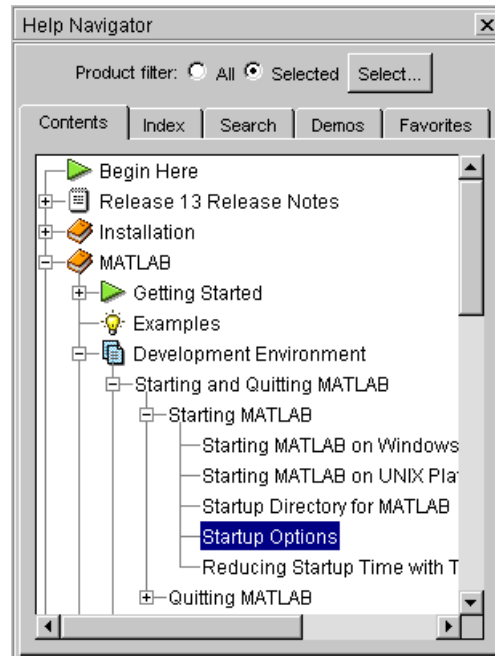 Help Navigator
Product filter: All Selected Select...
Contents Index Search Demos Favorites
Begin Here
Release 13 Release Notes
Installation
MATLAB
Getting Started
Examples
Development Environment
Starting and Quitting MATLAB
Starting MATLAB
Starting MATLAB on Windows
Starting MATLAB on UNIX Pla
Startup Directory for MATLAB
Startup Options
Reducing Startup Time with T
Quitting MATLAB